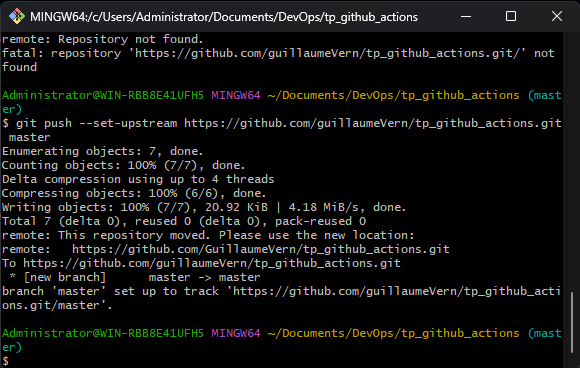 MINGW64:/c/Users/Administrator/Documents/DevOps/tp_github_actions
remote: Repository not found.
fatal: repository 'https://github.com/guillaumeVern/tp_github_actions.git/' not
found
Administrator@WIN-RBB8E41UFH5 MINGW64 ~/Documents/DevOps/tp_github_actions (mast
er)
$ git push --set-upstream https://github.com/guillaumeVern/tp_github_actions.git
master
Enumerating objects: 7, done.
Counting objects: 100% (7/7), done.
Delta compression using up to 4 threads
Compressing objects: 100% (6/6), done.
Writing objects: 100% (7/7), 20.92 KiB | 4.18 MiB/s, done.
Total 7 (delta 0), reused 0 (delta 0), pack-reused 0
remote: This repository moved. Please use the new location:
remote:   https://github.com/GuillaumeVern/tp_github_actions.git
To https://github.com/guillaumeVern/tp_github_actions.git
 * [new branch]      master -> master
branch 'master' set up to track 'https://github.com/guillaumeVern/tp_github_acti
ons.git/master'.
Administrator@WIN-RBB8E41UFH5 MINGW64 ~/Documents/DevOps/tp_github_actions (mast
er)
$